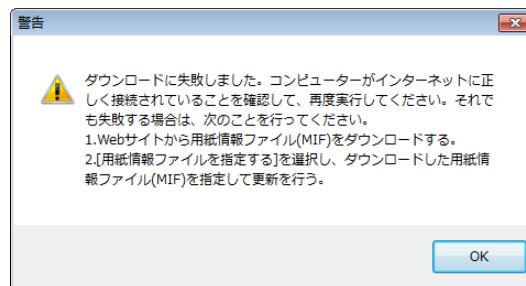 警告
ダウンロードに失敗しました。コンピューターがインターネットに正
しく接続されていることを確認して、再度実行してください。それで
も失敗する場合は、次のことを行ってください。
1.Webサイトから用紙情報ファイル(MIF)をダウンロードする。
2.[用紙情報ファイルを指定する]を選択し、ダウンロードした用紙情
報ファイル(MIF)を指定して更新を行う。
OK